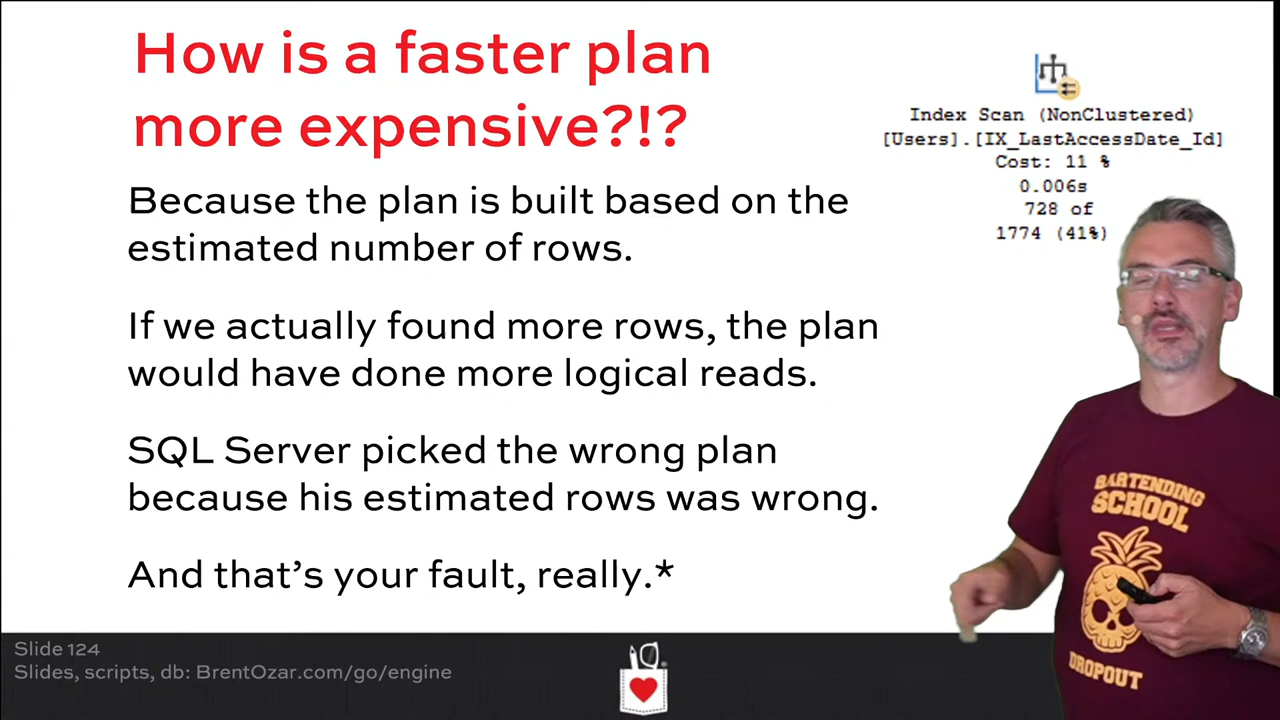 How is a faster plan
more expensive?!?
Because the plan is built based on the
estimated number of rows.
If we actually found more rows, the plan
would have done more logical reads.
SQL Server picked the wrong plan
because his estimated rows was wrong.
And that's your fault, really.*
Index Scan (NonClustered)
[Users].[IX_LastAccessDate_Id]
Cost: 11 %
0.006s
728 of
1774 (41%)
BARTENDING
SCHOOL
DROPOUT
Slide 124
Slides, scripts, db: BrentOzar.com/go/engine